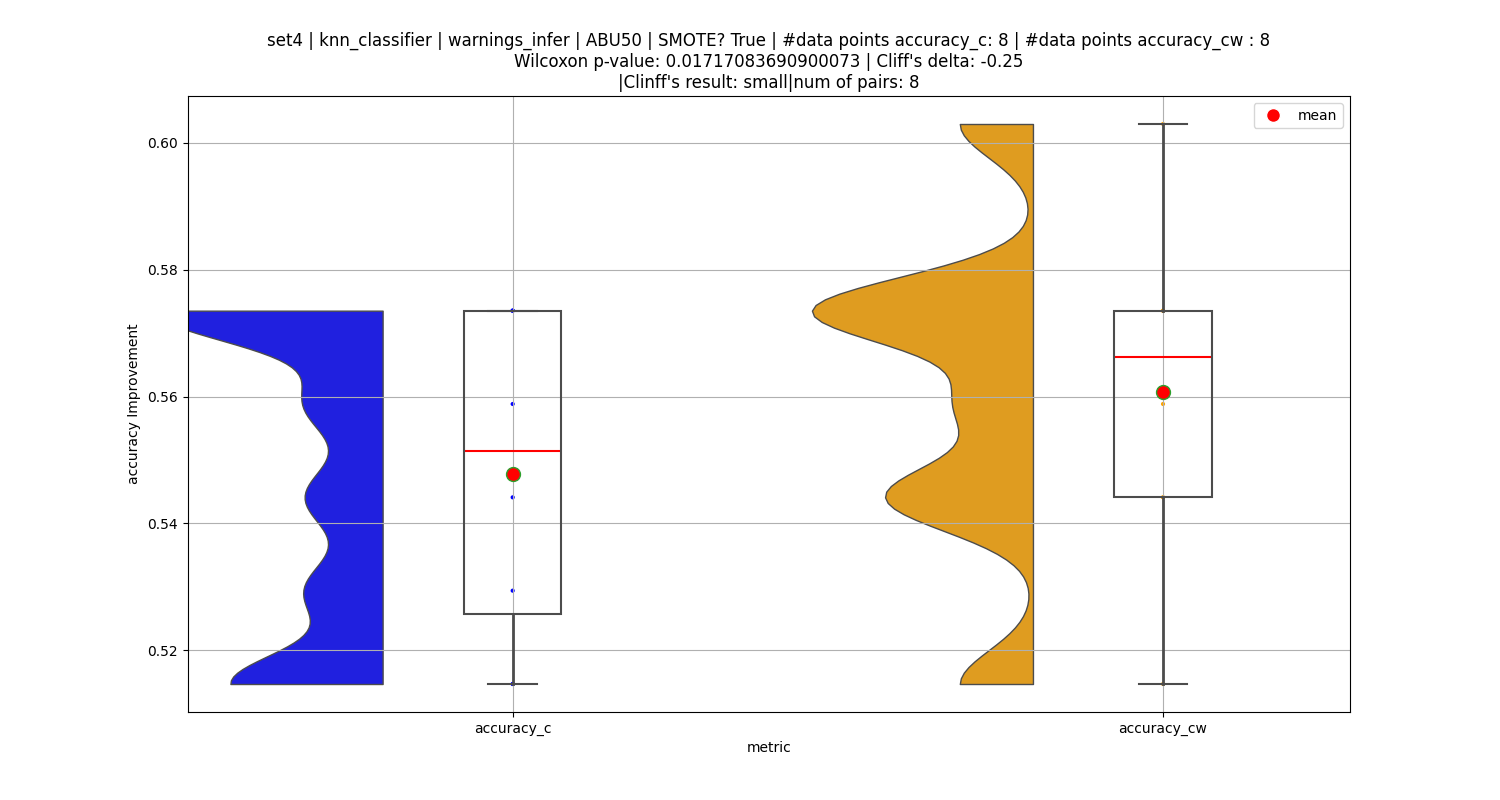 set4 | knn_classifier | warnings_infer | ABU50 | SMOTE? True | #data points accuracy_c: 8 | #data points accuracy_cw : 8
Wilcoxon p-value: 0.01717083690900073 | Cliff's delta: -0.25
|Clinff's result: small|num of pairs: 8
mean
0.60
0.58
0.56
0.54
0.52
accuracy Improvement
accuracy_c
accuracy_cw
metric